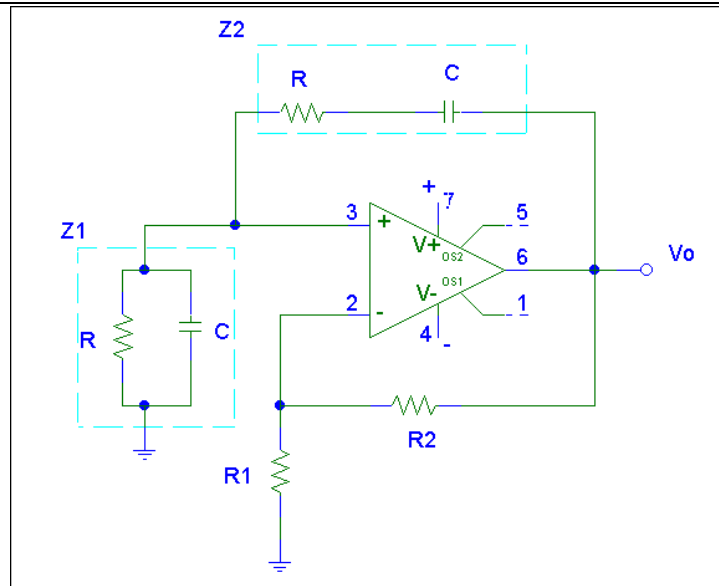 Z2
R C
+
3 7 5
+
Z1 V+ OS2
6 Vo
OS1
2 V-
- 1
R C 4 -
R2
R1